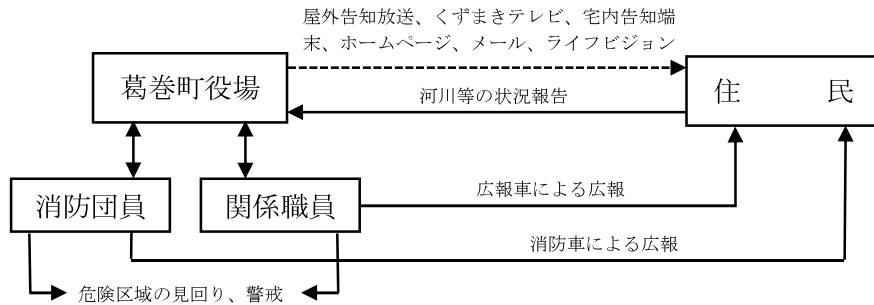 屋外告知放送、くずまきテレビ、宅内告知端
末、ホームページ、メール、ライフビジョン
葛巻町役場
住　　民
河川等の状況報告
消防団員
関係職員
広報車による広報
消防車による広報
危険区域の見回り、警戒